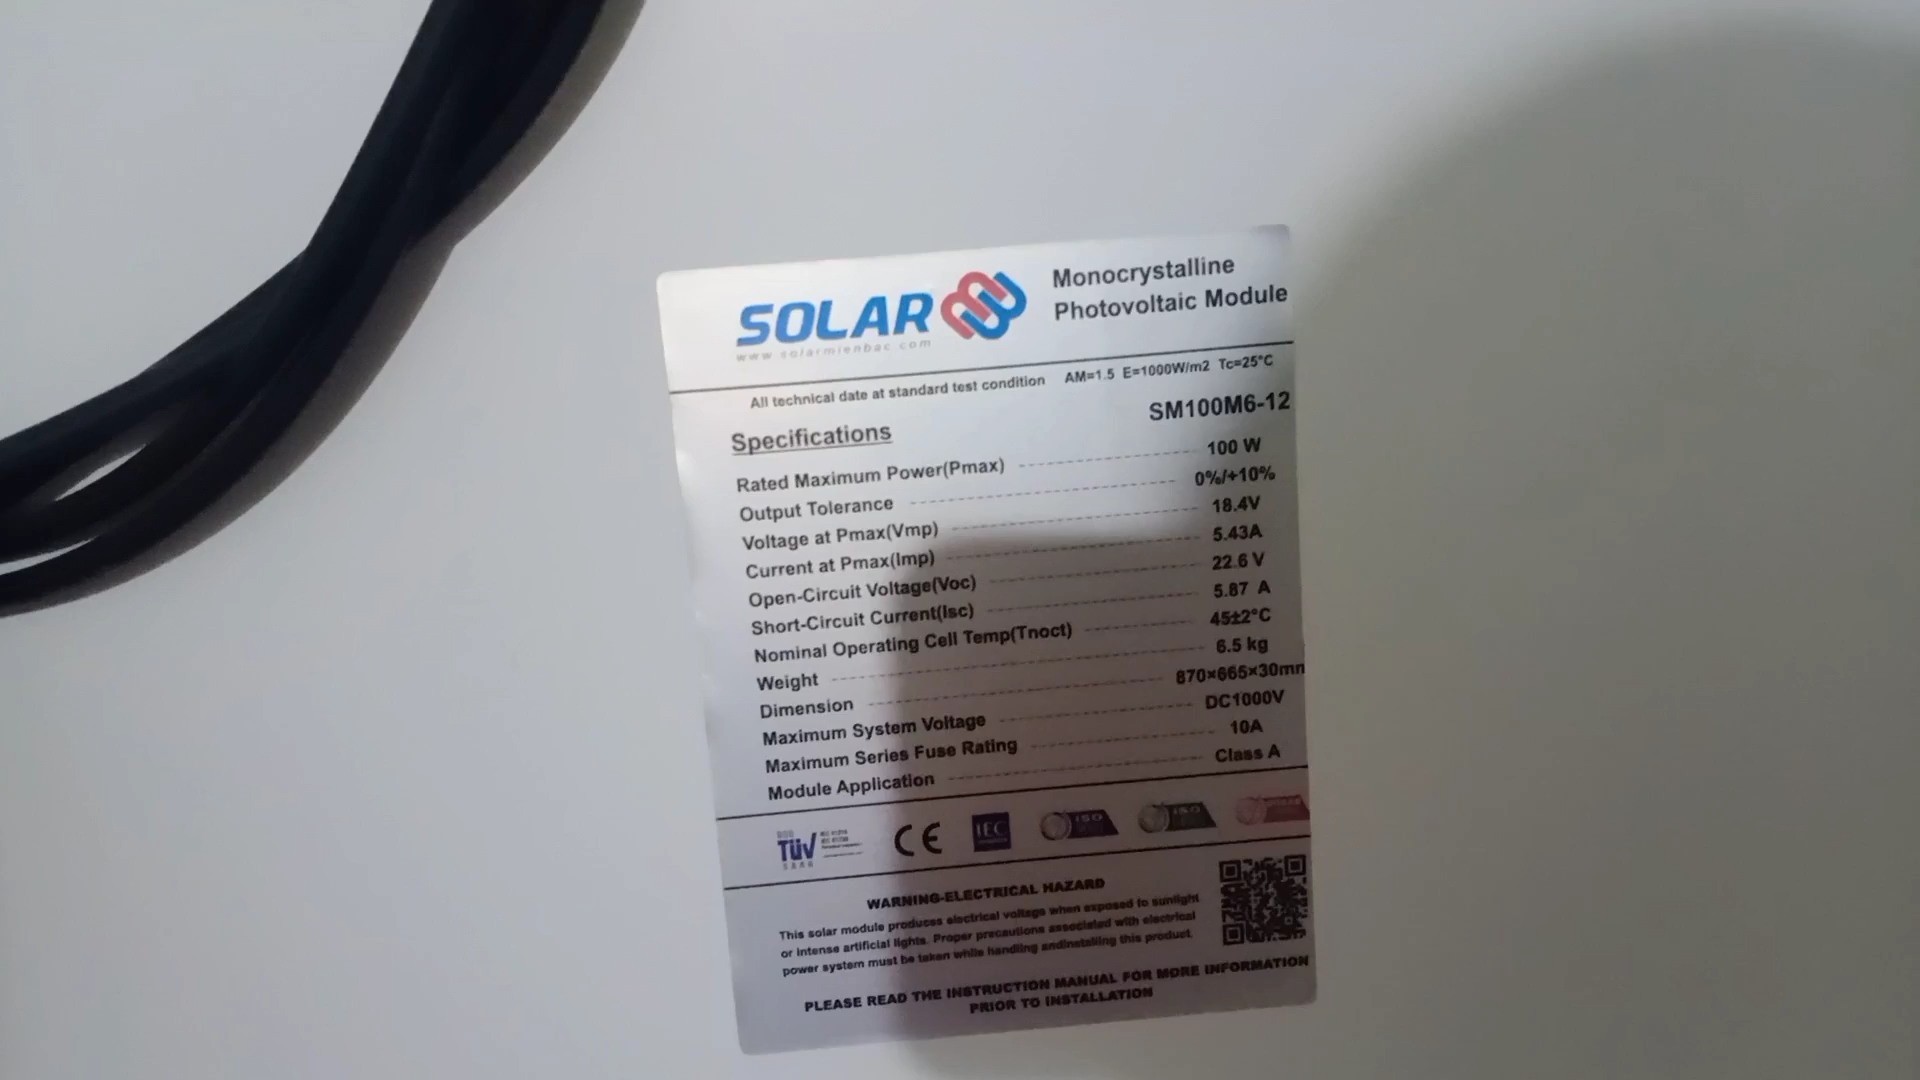 SOLAR
www.solarmienbac.com
Monocrystalline
Photovoltaic Module
All technical date at standard test condition AM=1.5 E=1000W/m2 Tc=25°C
SM100M6-12
Specifications
Rated Maximum Power(Pmax) 100 W
Output Tolerance 0%/+10%
Voltage at Pmax(Vmp) 18.4V
Current at Pmax(Imp) 5.43A
Open-Circuit Voltage(Voc) 22.6 V
Short-Circuit Current(Isc) 5.87 A
Nominal Operating Cell Temp(Tnoct) 45±2°C
Weight 6.5 kg
Dimension 870×665×30mm
Maximum System Voltage DC1000V
Maximum Series Fuse Rating 10A
Module Application Class A
TÜV CE IEC ISO ISO
WARNING-ELECTRICAL HAZARD
This solar module produces electrical voltage when exposed to sunlight
or intense artificial lights. Proper precautions associated with electrical
power system must be taken while handling andinstalling this product.
PLEASE READ THE INSTRUCTION MANUAL FOR MORE INFORMATION
PRIOR TO INSTALLATION